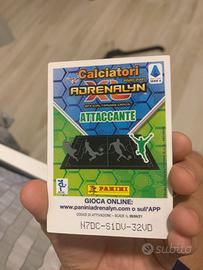 Calciatori
XL
ADRENALYN
ATTACCANTE
PANINI
GIOCA ONLINE:
www.paniniadrenalyn.com o sull'APP
N7DC-S1DV-32VD
subito